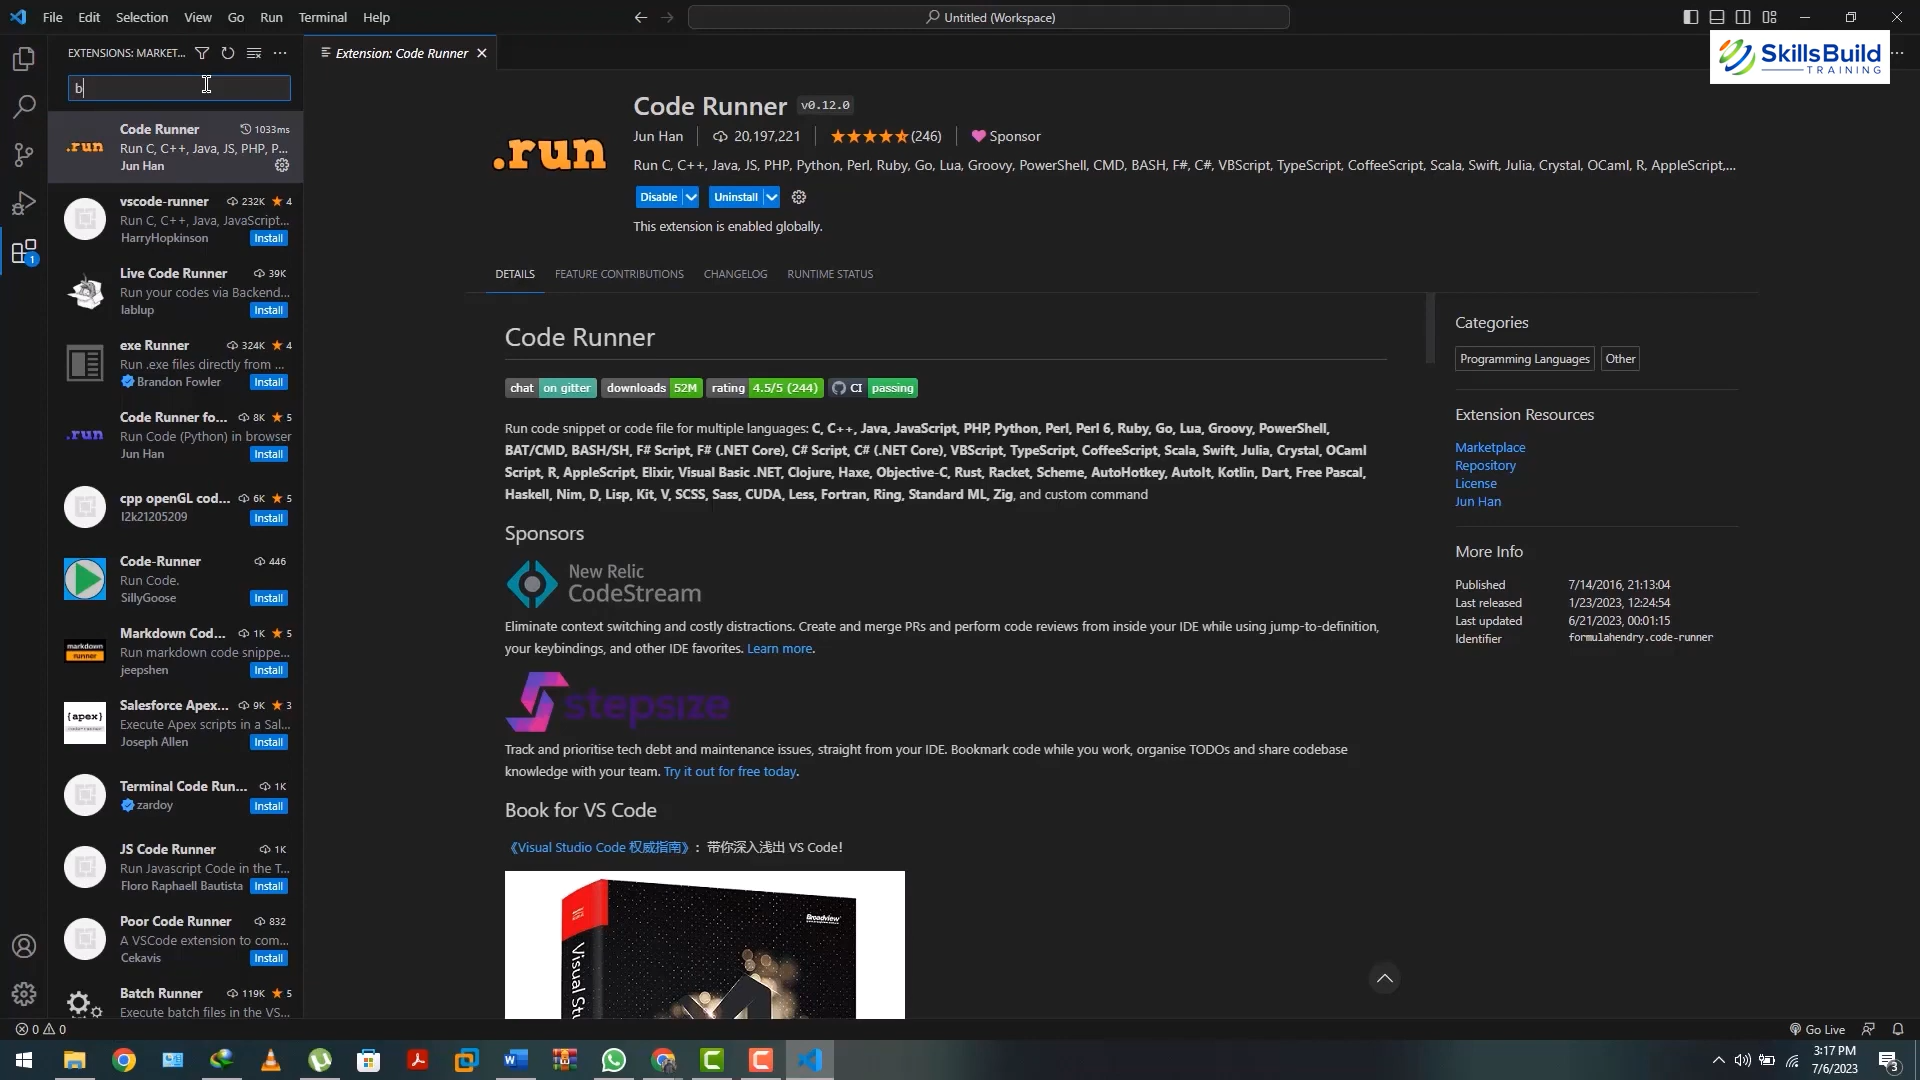 File Edit Selection View Go Run Terminal Help
Untitled (Workspace)
SkillsBuild
TRAINING
EXTENSIONS: MARKET...
b
Code Runner 1033ms
Run C, C++, Java, JS, PHP, P...
Jun Han
vscode-runner 232K 4
Run C, C++, Java, JavaScript...
HarryHopkinson Install
Live Code Runner 39K
Run your codes via Backend...
lablup Install
exe Runner 324K 4
Run .exe files directly from ...
Brandon Fowler Install
Code Runner fo... 8K 5
Run Code (Python) in browser
Jun Han Install
cpp openGL cod... 6K 5
l2k21205209 Install
Code-Runner 446
Run Code.
SillyGoose Install
Markdown Cod... 1K 5
Run markdown code snippe...
jeepshen Install
Salesforce Apex... 9K 3
Execute Apex scripts in a Sal...
Joseph Allen Install
Terminal Code Run... 1K
zardoy Install
JS Code Runner 1K
Run Javascript Code in the T...
Floro Raphaell Bautista Install
Poor Code Runner 832
A VSCode extension to com...
Cekavis Install
Batch Runner 119K 5
Execute batch files in the VS...
.run
.run
markdown
runner
{apex}
Extension: Code Runner
.run
Code Runner v0.12.0
Jun Han 20,197,221 (246) Sponsor
Run C, C++, Java, JS, PHP, Python, Perl, Ruby, Go, Lua, Groovy, PowerShell, CMD, BASH, F#, C#, VBScript, TypeScript, CoffeeScript, Scala, Swift, Julia, Crystal, OCaml, R, AppleScript,...
Disable Uninstall
This extension is enabled globally.
DETAILS FEATURE CONTRIBUTIONS CHANGELOG RUNTIME STATUS
Code Runner
chat on gitter downloads 52M rating 4.5/5 (244) CI passing
Run code snippet or code file for multiple languages: C, C++, Java, JavaScript, PHP, Python, Perl, Perl 6, Ruby, Go, Lua, Groovy, PowerShell,
BAT/CMD, BASH/SH, F# Script, F# (.NET Core), C# Script, C# (.NET Core), VBScript, TypeScript, CoffeeScript, Scala, Swift, Julia, Crystal, OCaml
Script, R, AppleScript, Elixir, Visual Basic .NET, Clojure, Haxe, Objective-C, Rust, Racket, Scheme, AutoHotkey, AutoIt, Kotlin, Dart, Free Pascal,
Haskell, Nim, D, Lisp, Kit, V, SCSS, Sass, CUDA, Less, Fortran, Ring, Standard ML, Zig, and custom command
Sponsors
New Relic
CodeStream
Eliminate context switching and costly distractions. Create and merge PRs and perform code reviews from inside your IDE while using jump-to-definition,
your keybindings, and other IDE favorites. Learn more.
stepsize
Track and prioritise tech debt and maintenance issues, straight from your IDE. Bookmark code while you work, organise TODOs and share codebase
knowledge with your team. Try it out for free today.
Book for VS Code
《Visual Studio Code 权威指南》：带你深入浅出 VS Code!
Broadview
Visual Stu
Categories
Programming Languages Other
Extension Resources
Marketplace
Repository
License
Jun Han
More Info
Published 7/14/2016, 21:13:04
Last released 1/23/2023, 12:24:54
Last updated 6/21/2023, 00:01:15
Identifier formulahendry.code-runner
1
0 0
Go Live
3:17 PM
7/6/2023
3